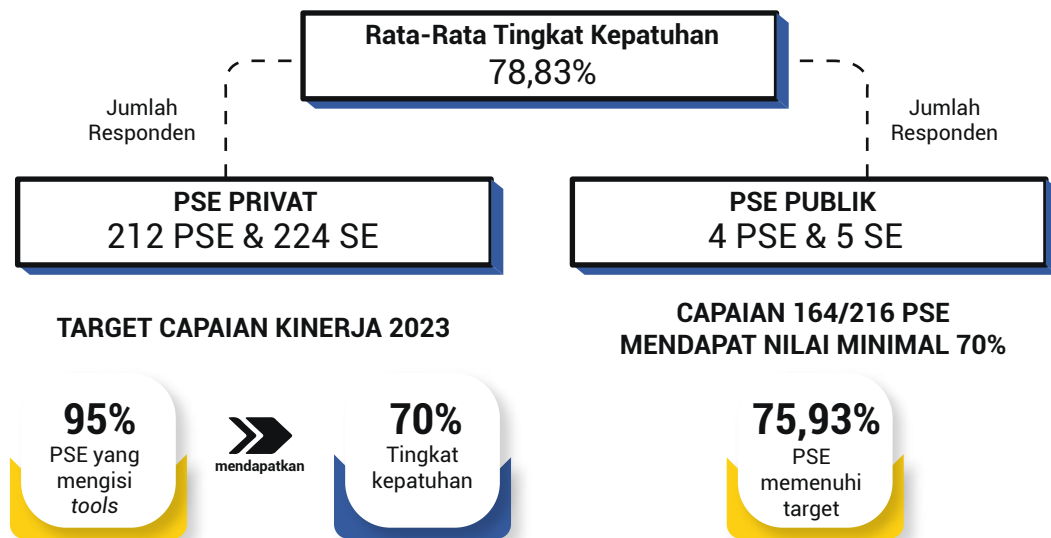 Rata-Rata Tingkat Kepatuhan
78,83%
Jumlah
Responden
Jumlah
Responden
PSE PRIVAT
212 PSE & 224 SE
PSE PUBLIK
4 PSE & 5 SE
TARGET CAPAIAN KINERJA 2023
CAPAIAN 164/216 PSE
MENDAPAT NILAI MINIMAL 70%
95%
PSE yang
mengisi
tools
mendapatkan
70%
Tingkat
kepatuhan
75,93%
PSE
memenuhi
target